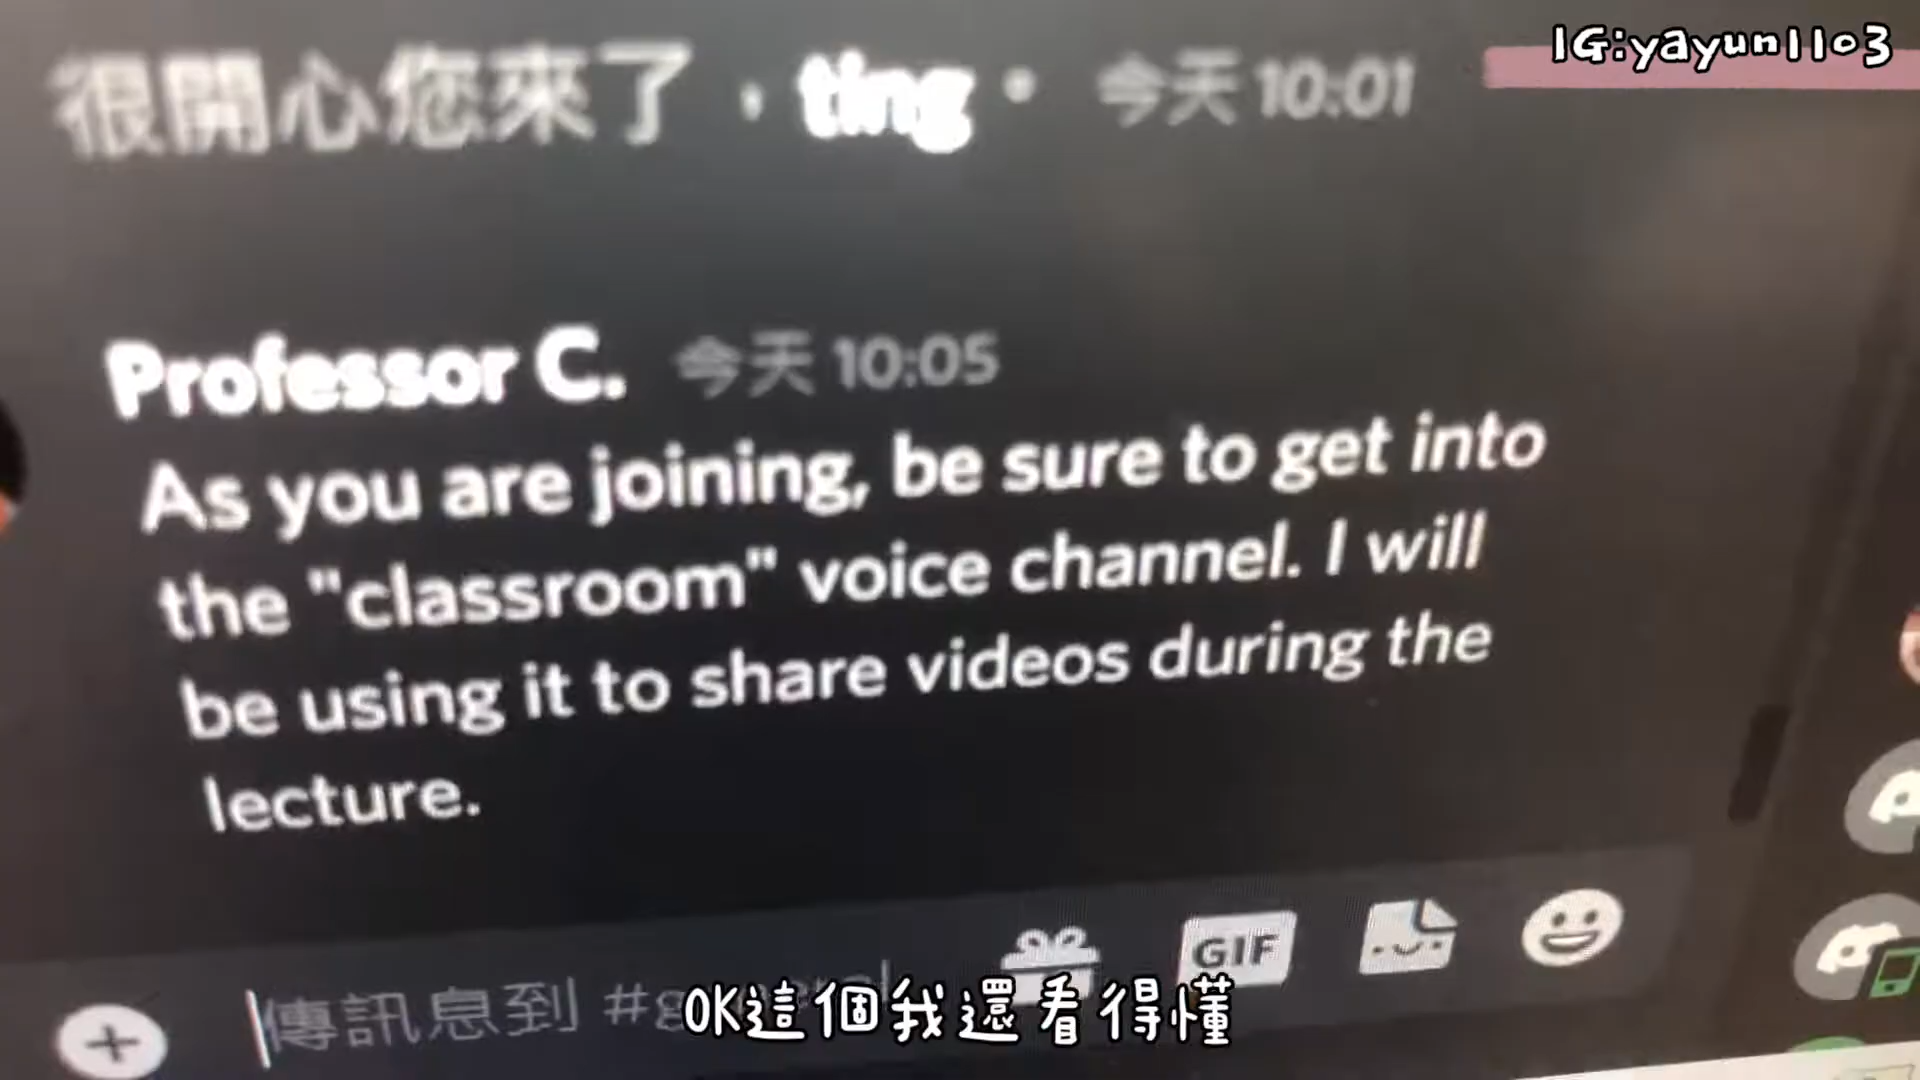 IG:yayun1103
很開心您來了，ting。 今天 10:01
Professor C. 今天 10:05
As you are joining, be sure to get into
the "classroom" voice channel. I will
be using it to share videos during the
lecture.
GIF
傳訊息到
OK這個我還看得懂